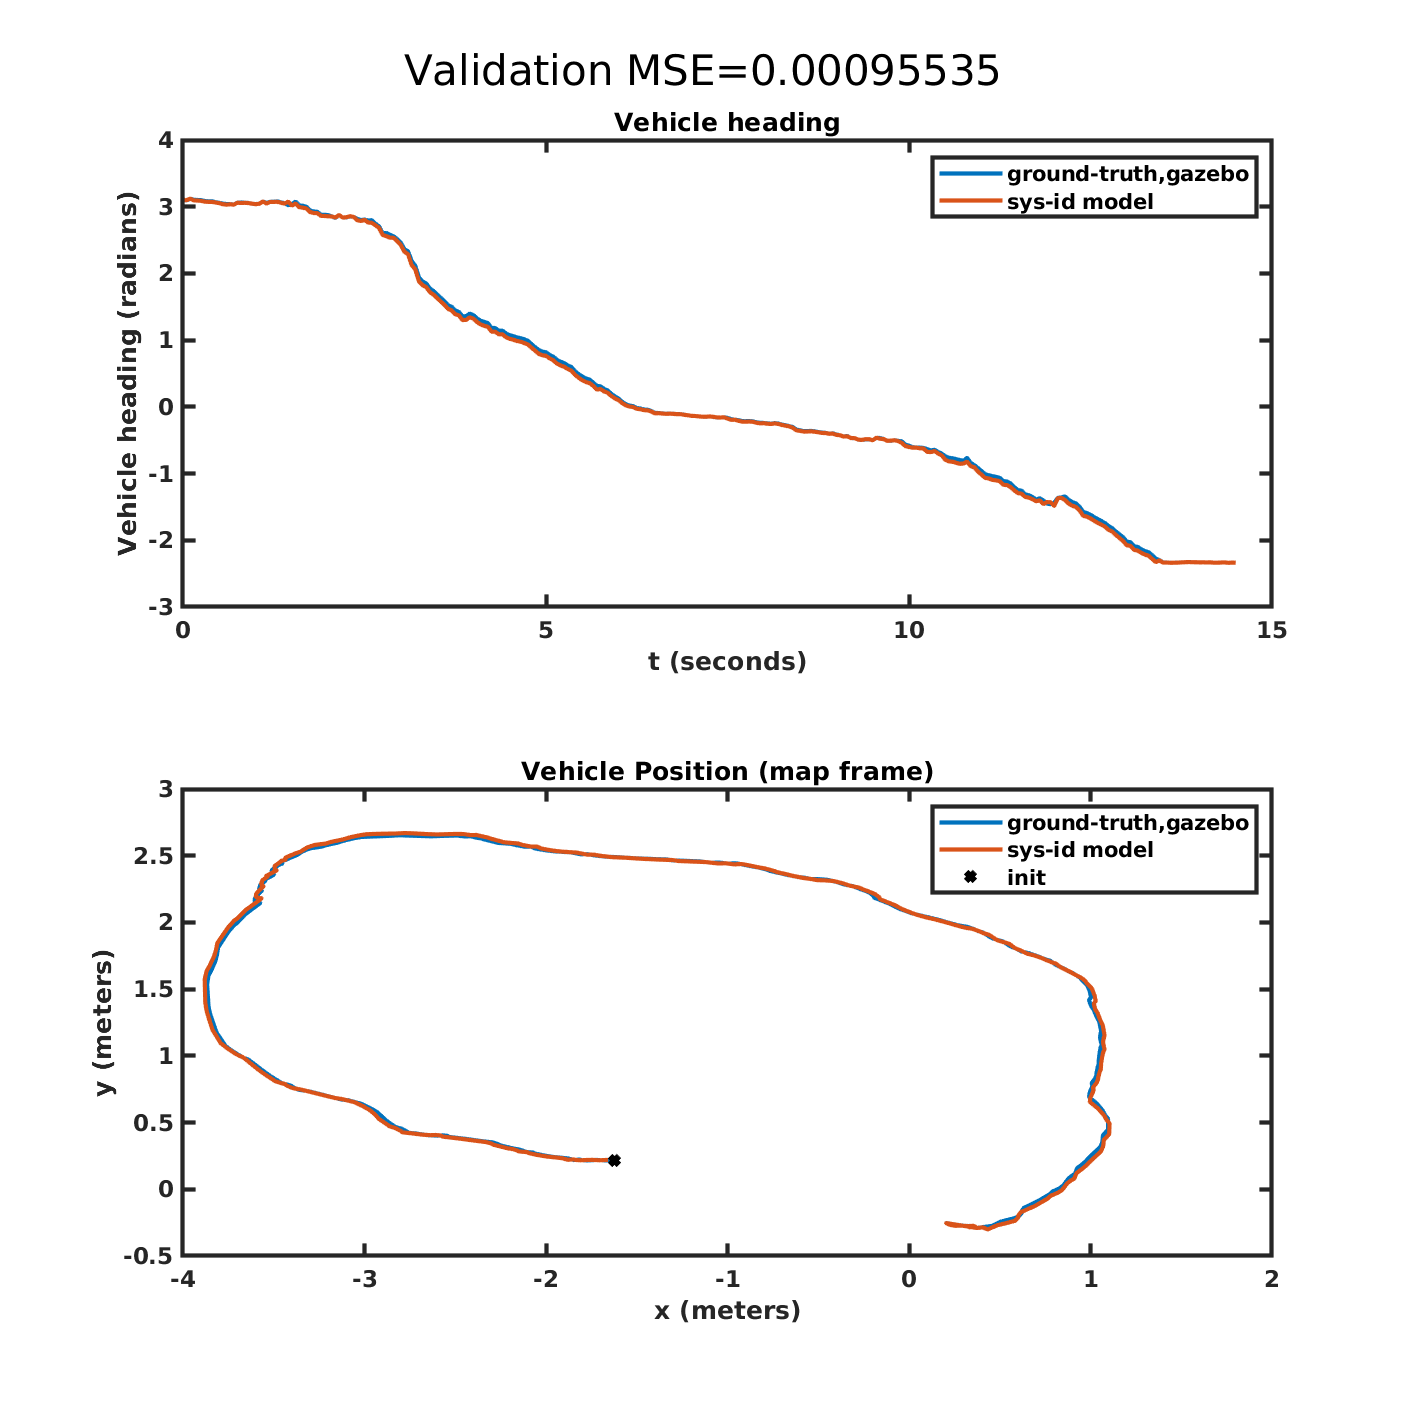 Validation MSE=0.00095535
Vehicle heading
4
3
2
1
0
-1
-2
-3
Vehicle heading (radians)
ground-truth,gazebo
sys-id model
0 5 10 15
t (seconds)
Vehicle Position (map frame)
3
2.5
2
1.5
1
0.5
0
-0.5
y (meters)
ground-truth,gazebo
sys-id model
init
-4 -3 -2 -1 0 1 2
x (meters)